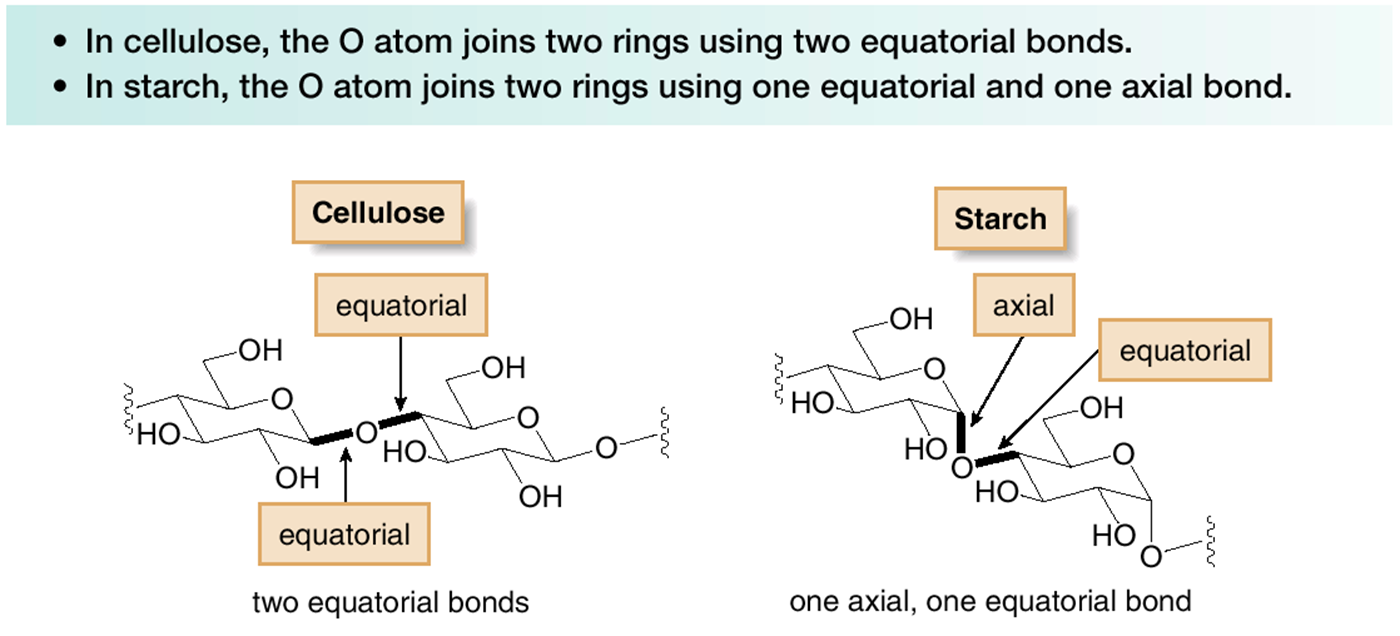 • In cellulose, the O atom joins two rings using two equatorial bonds.
• In starch, the O atom joins two rings using one equatorial and one axial bond.
Cellulose
equatorial
OH
O
HO
OH
O
OH
O
HO
OH
O
equatorial
two equatorial bonds
Starch
axial
equatorial
OH
O
HO
HO
O
OH
O
HO
HO
O
one axial, one equatorial bond